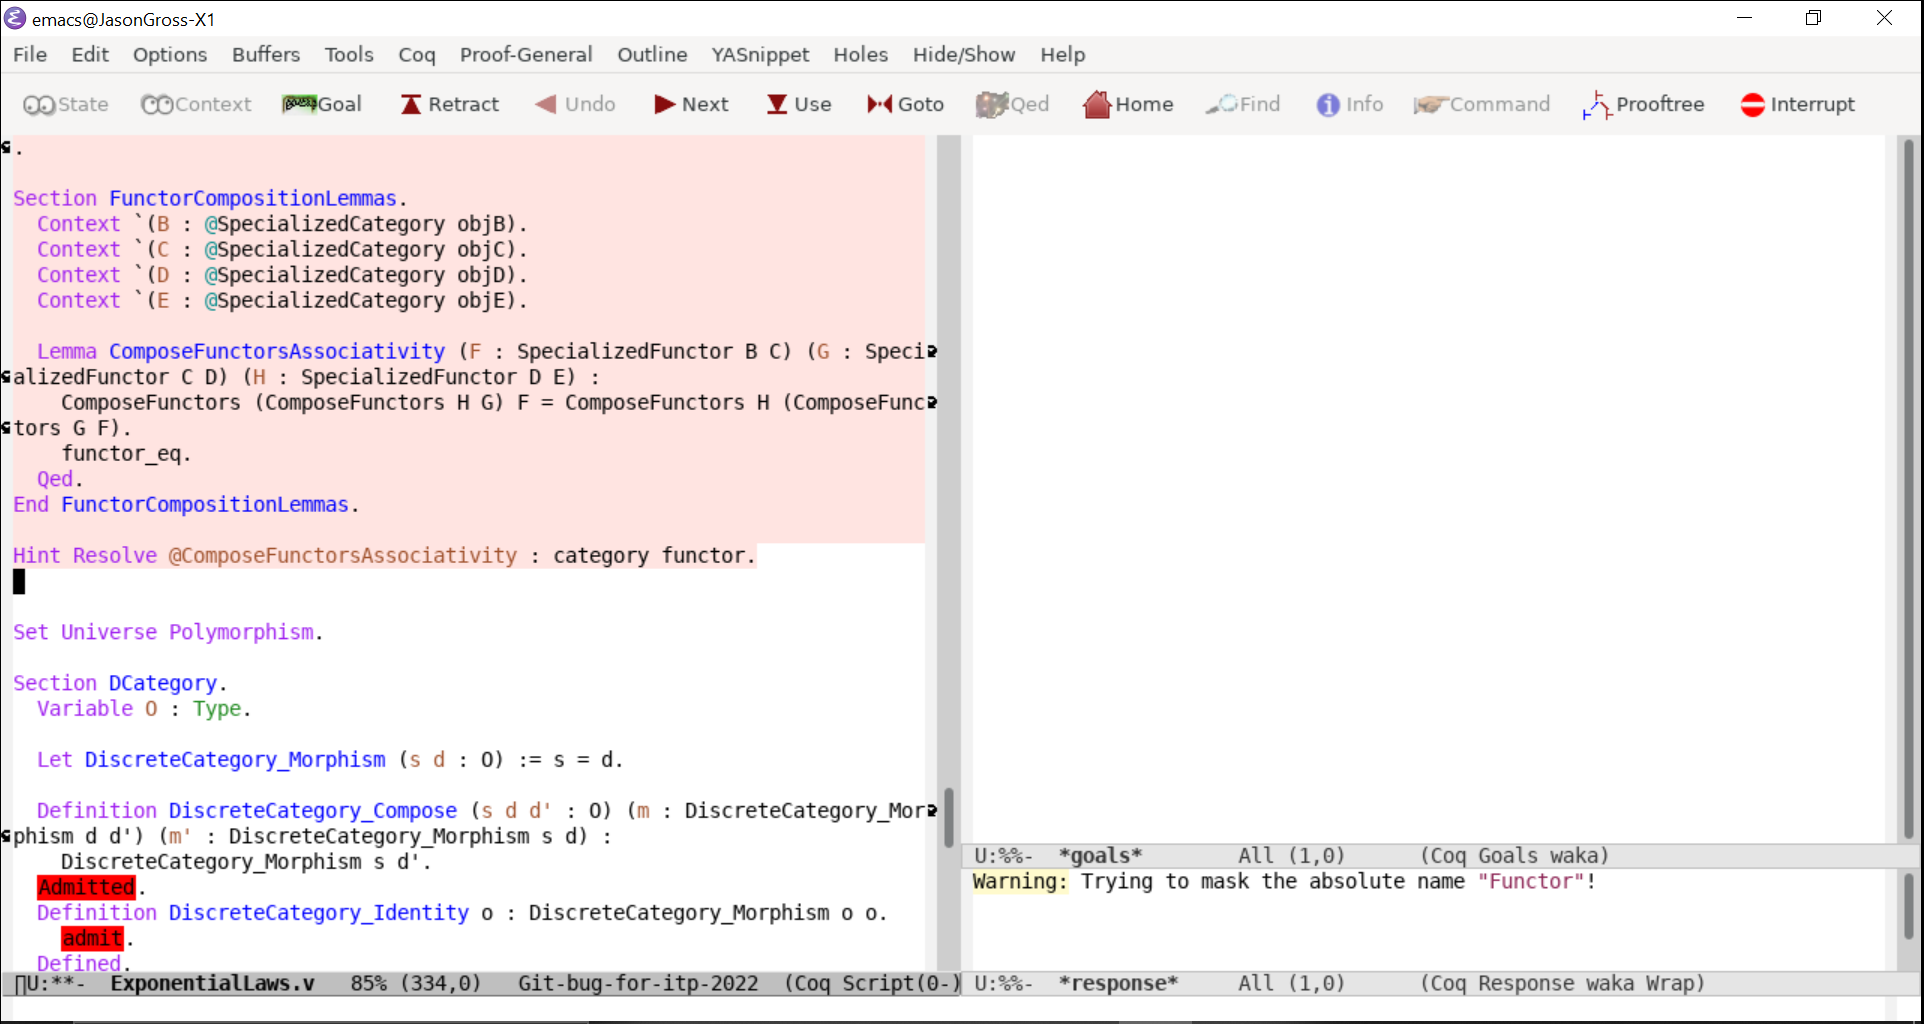 emacs@JasonGross-X1
File Edit Options Buffers Tools Coq Proof-General Outline YASnippet Holes Hide/Show Help
State Context Goal Retract Undo Next Use Goto Qed Home Find Info Command Prooftree Interrupt
.
Section FunctorCompositionLemmas.
  Context `(B : @SpecializedCategory objB).
  Context `(C : @SpecializedCategory objC).
  Context `(D : @SpecializedCategory objD).
  Context `(E : @SpecializedCategory objE).
  Lemma ComposeFunctorsAssociativity (F : SpecializedFunctor B C) (G : Speci
alizedFunctor C D) (H : SpecializedFunctor D E) :
    ComposeFunctors (ComposeFunctors H G) F = ComposeFunctors H (ComposeFunc
tors G F).
    functor_eq.
  Qed.
End FunctorCompositionLemmas.
Hint Resolve @ComposeFunctorsAssociativity : category functor.
Set Universe Polymorphism.
Section DCategory.
  Variable O : Type.
  Let DiscreteCategory_Morphism (s d : O) := s = d.
  Definition DiscreteCategory_Compose (s d d' : O) (m : DiscreteCategory_Mor
phism d d') (m' : DiscreteCategory_Morphism s d) :
    DiscreteCategory_Morphism s d'.
  Admitted.
  Definition DiscreteCategory_Identity o : DiscreteCategory_Morphism o o.
    admit.
  Defined.
U:**-  ExponentialLaws.v   85% (334,0)   Git-bug-for-itp-2022  (Coq Script(0-)
U:%%-  *goals*        All (1,0)      (Coq Goals waka)
Warning: Trying to mask the absolute name "Functor"!
U:%%-  *response*     All (1,0)      (Coq Response waka Wrap)